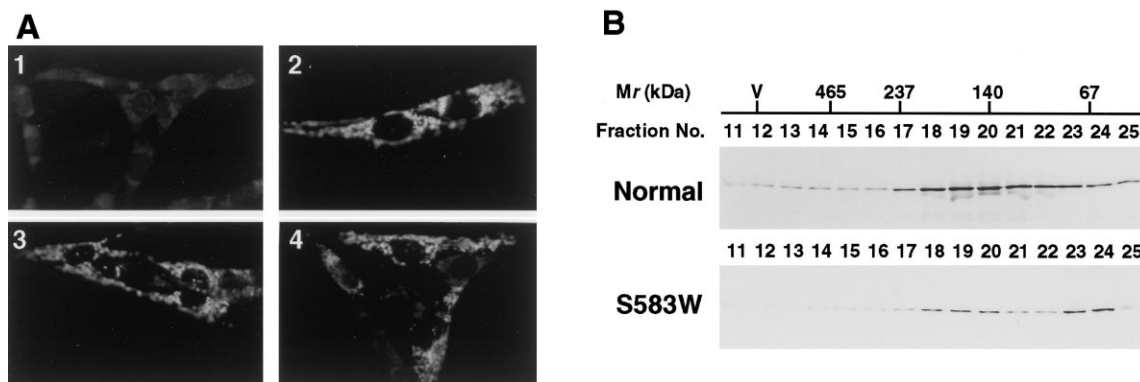 A
1
2
3
4
B
Mr (kDa) V 465 237 140 67
Fraction No. 11 12 13 14 15 16 17 18 19 20 21 22 23 24 25
Normal
11 12 13 14 15 16 17 18 19 20 21 22 23 24 25
S583W